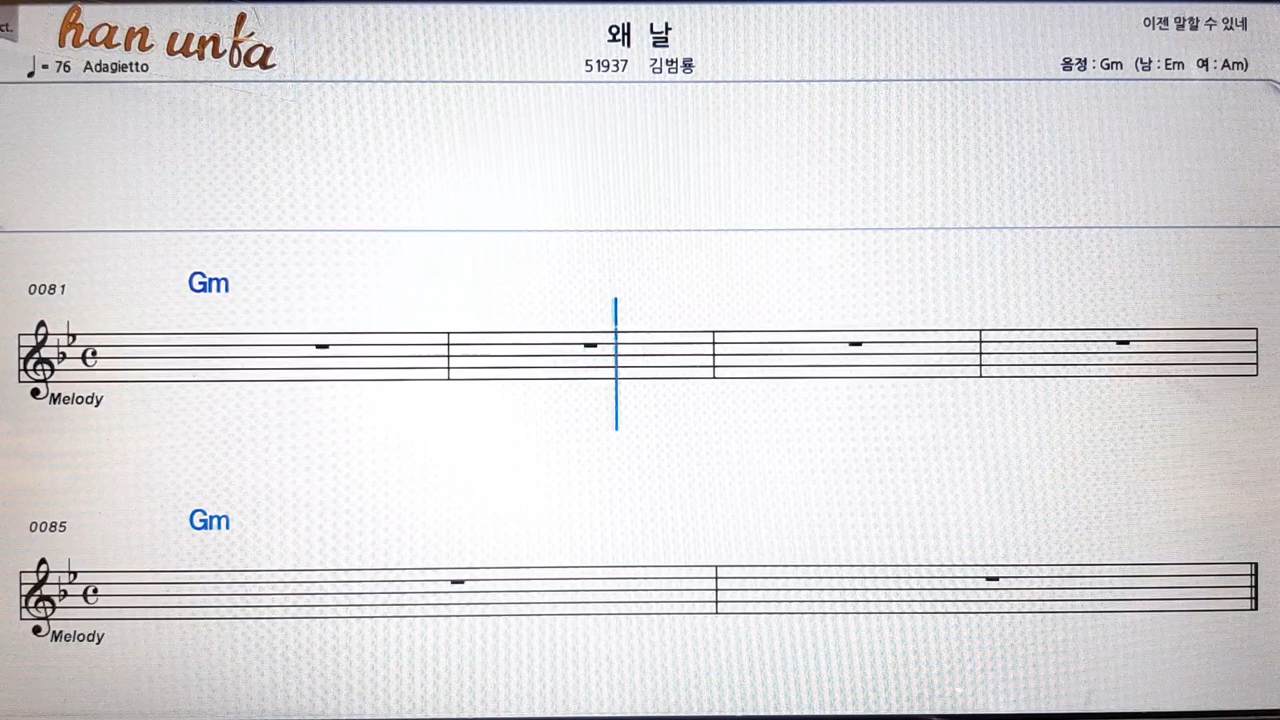 ct.
han unfa
♩= 76 Adagietto
왜 날
51937 김범룡
이젠 말할 수 있네
음정 : Gm (남 : Em 여 : Am)
0081
Gm
Melody
0085
Gm
Melody